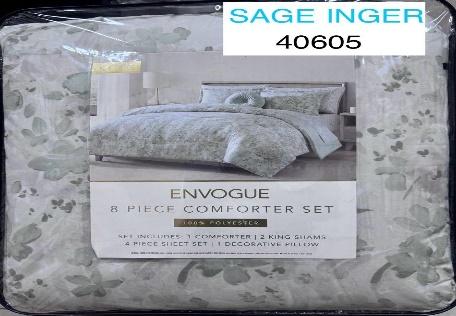 SAGE INGER
40605
ENVOGUE
8 PIECE COMFORTER SET
100% POLYESTER
SET INCLUDES: 1 COMFORTER | 2 KING SHAMS
4 PIECE SHEET SET | 1 DECORATIVE PILLOW